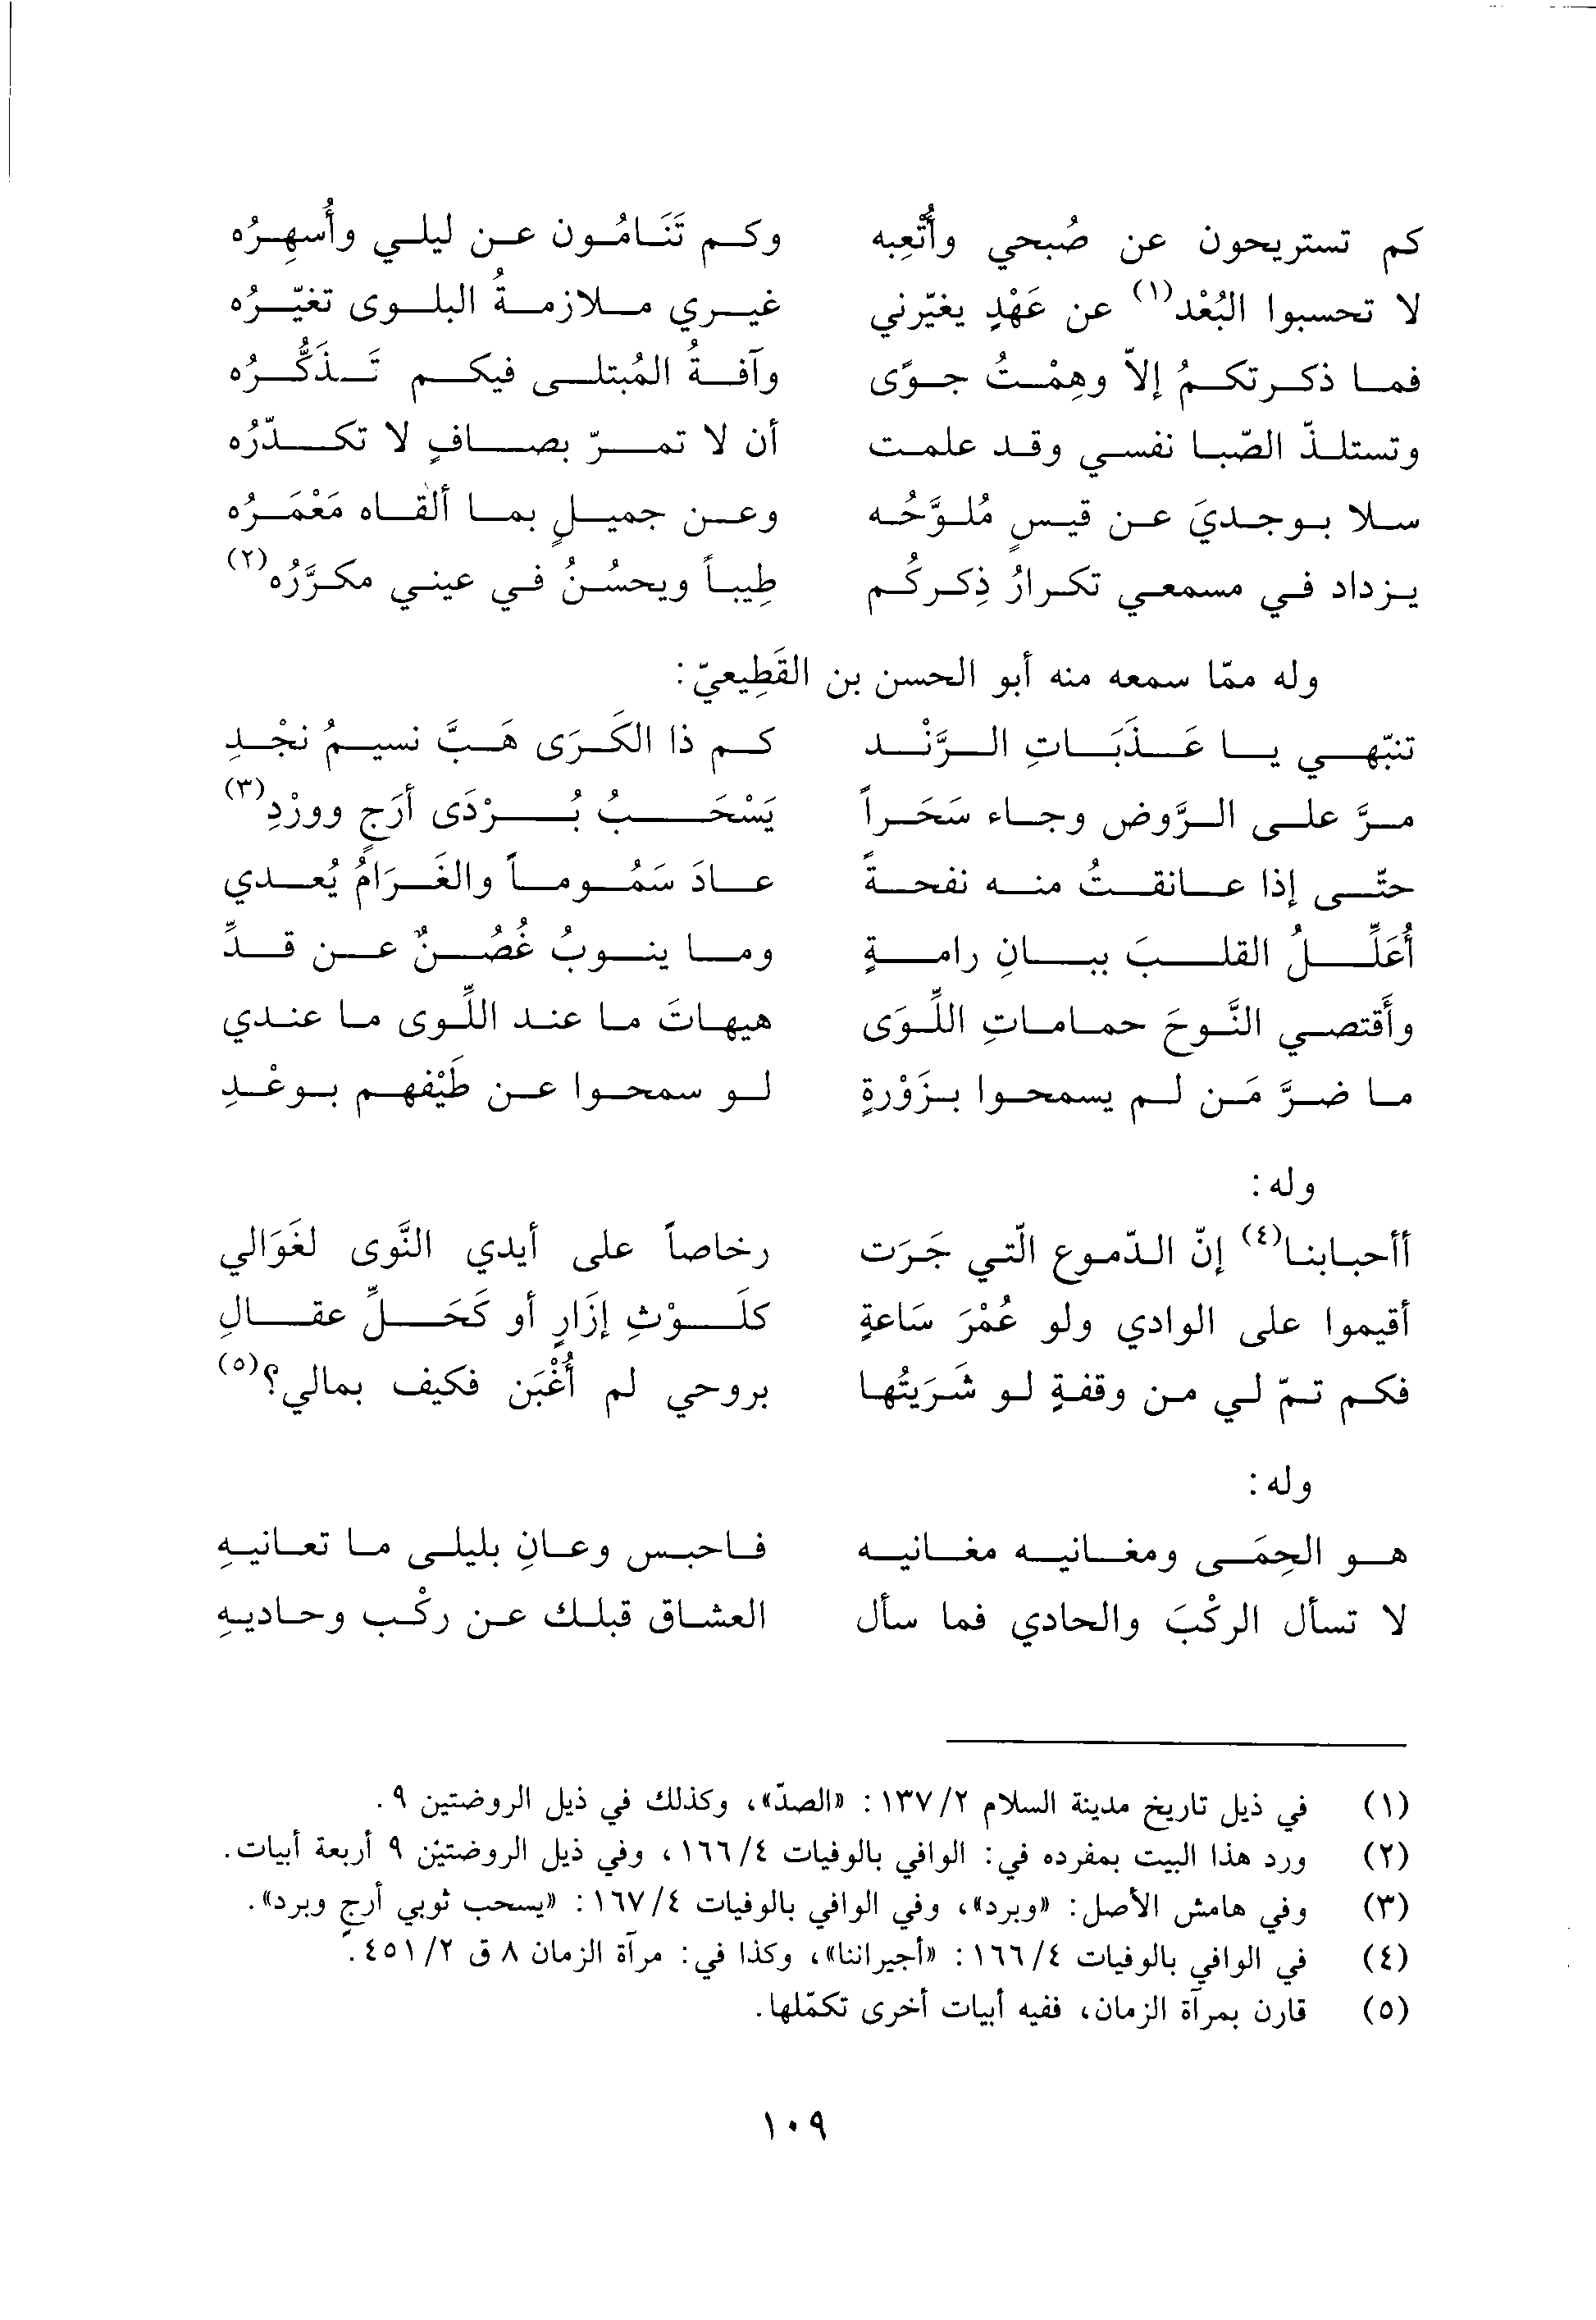 كم تستريحون عن صُبحي وأُتْعِبه وكم تَنَامُون عن ليلي وأُسهِرُه
لا تحسبوا البُعْد(١) عن عَهْدٍ يغيّرني غيري ملازمةُ البلوى تغيّرُه
فما ذكرتكمُ إلاّ وهِمْتُ جوًى وآفةُ المُبتلى فيكم تَذَكُّرُه
وتستلذّ الصّبا نفسي وقد علمت أن لا تمرّ بصافٍ لا تكدّرُه
سلا بوجديَ عن قيسٍ مُلوَّحُه وعن جميلٍ بما ألقاه مَعْمَرُه
يزداد في مسمعي تكرارُ ذِكركُم طِيباً ويحسُنُ في عيني مكرَّرُه(٢)
وله ممّا سمعه منه أبو الحسن بن القَطِيعيّ:
تنبّهي يا عَذَبَاتِ الرَّنْد كم ذا الكَرَى هَبَّ نسيمُ نجْدِ
مرَّ على الرَّوض وجاء سَحَراً يَسْحَبُ بُرْدَى أرَجٍ وورْدِ(٣)
حتّى إذا عانقتُ منه نفحةً عادَ سَمُوماً والغَرَامُ يُعدي
أُعَلِّلُ القلبَ ببانِ رامةٍ وما ينوبُ غُصُنٌ عن قدِّ
وأَقتصي النَّوحَ حماماتِ اللِّوَى هيهاتَ ما عند اللِّوى ما عندي
ما ضرَّ مَن لم يسمحوا بزَوْرةٍ لو سمحوا عن طَيْفهم بوعْدِ
وله:
أأحبابنا(٤) إنّ الدّموع الّتي جَرَت رخاصاً على أيدي النَّوى لغَوَالي
أقيموا على الوادي ولو عُمْرَ سَاعةٍ كلَوْثِ إزَارٍ أو كَحَلِّ عقالِ
فكم تمّ لي من وقفةٍ لو شَرَيتُها بروحي لم أُغْبَن فكيف بمالي؟(٥)
وله:
هو الحِمَى ومغانيه مغانيه فاحبس وعانِ بليلى ما تعانيهِ
لا تسأل الركْبَ والحادي فما سأل العشاق قبلك عن ركْب وحاديهِ
(١) في ذيل تاريخ مدينة السلام ١٣٧/٢: «الصدّ»، وكذلك في ذيل الروضتين ٩.
(٢) ورد هذا البيت بمفرده في: الوافي بالوفيات ١٦٦/٤، وفي ذيل الروضتيْن ٩ أربعة أبيات.
(٣) وفي هامش الأصل: «وبرد»، وفي الوافي بالوفيات ١٦٧/٤: «يسحب ثوبي أرجٍ وبرد».
(٤) في الوافي بالوفيات ١٦٦/٤: «أجيراننا»، وكذا في: مرآة الزمان ٨ ق ٤٥١/٢.
(٥) قارن بمرآة الزمان، ففيه أبيات أخرى تكمّلها.
١٠٩